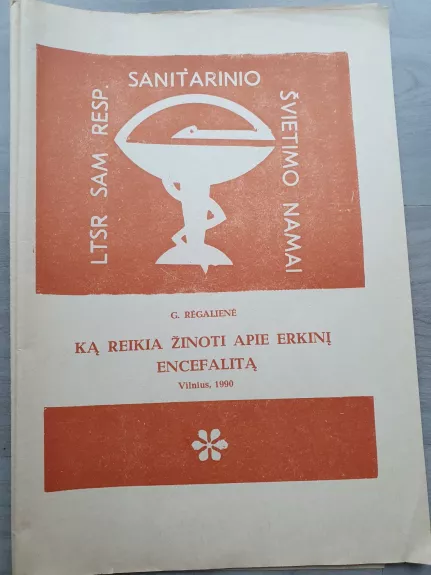 LTSR SAM RESP.
SANITARINIO
ŠVIETIMO NAMAI
G. RĖGALIENĖ
KĄ REIKIA ŽINOTI APIE ERKINĮ
ENCEFALITĄ
Vilnius, 1990